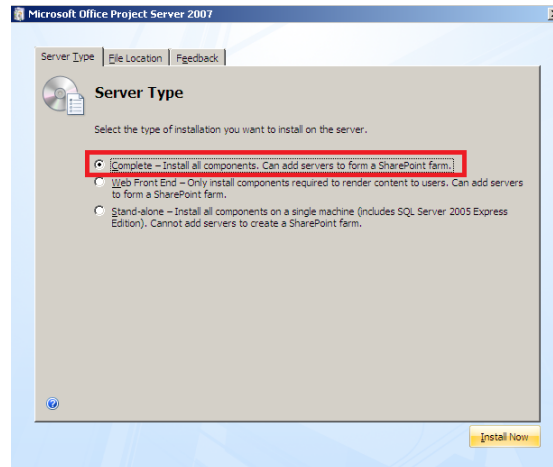 Microsoft Office Project Server 2007
Server Type File Location Feedback
Server Type
Select the type of installation you want to install on the server.
Complete – Install all components. Can add servers to form a SharePoint farm.
Web Front End – Only install components required to render content to users. Can add servers
to form a SharePoint farm.
Stand-alone – Install all components on a single machine (includes SQL Server 2005 Express
Edition). Cannot add servers to create a SharePoint farm.
Install Now